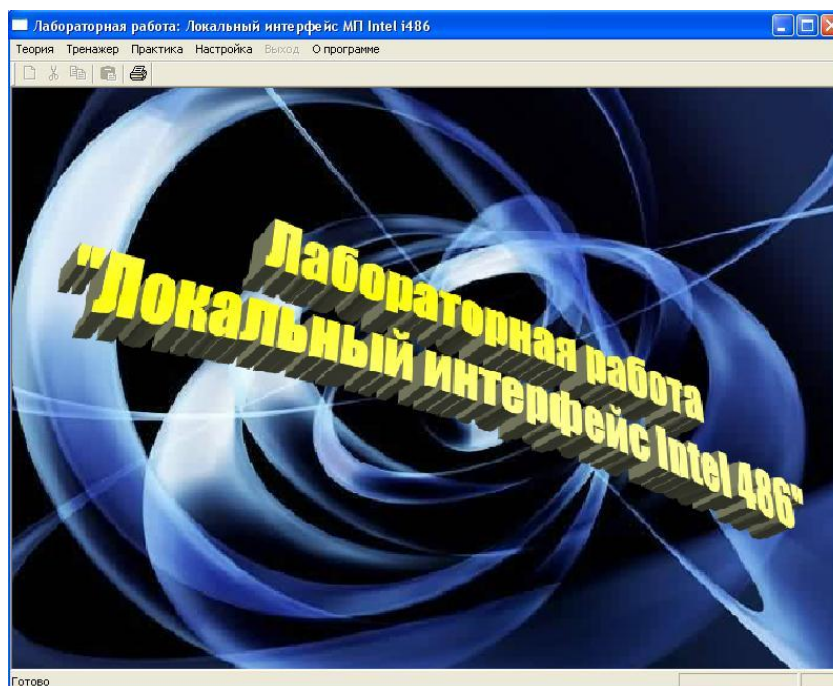 Лабораторная работа: Локальный интерфейс МП Intel i486
Теория Тренажер Практика Настройка Выход О программе
Лабораторная работа
"Локальный интерфейс Intel 486"
Готово